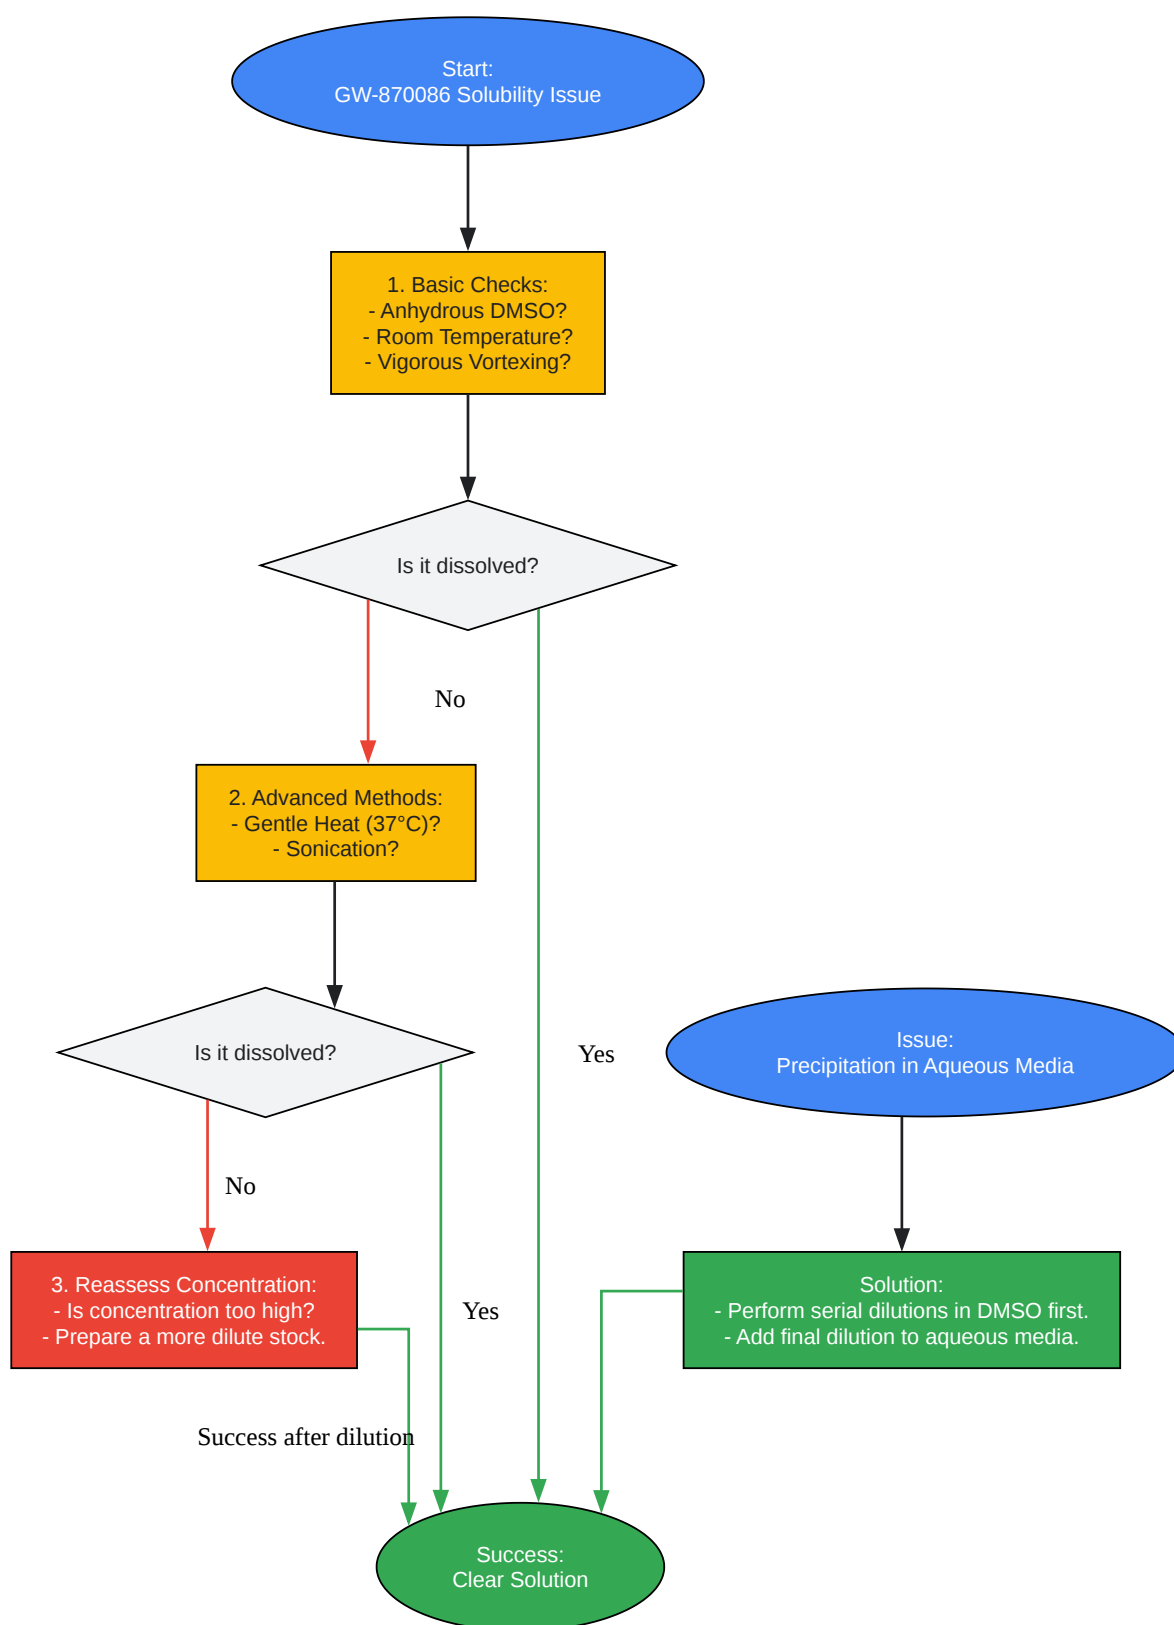 Start:
GW-870086 Solubility Issue
1. Basic Checks:
- Anhydrous DMSO?
- Room Temperature?
- Vigorous Vortexing?
Is it dissolved?
No
2. Advanced Methods:
- Gentle Heat (37°C)?
- Sonication?
Is it dissolved?
Yes
Issue:
Precipitation in Aqueous Media
No
3. Reassess Concentration:
- Is concentration too high?
- Prepare a more dilute stock.
Yes
Solution:
- Perform serial dilutions in DMSO first.
- Add final dilution to aqueous media.
Success after dilution
Success:
Clear Solution